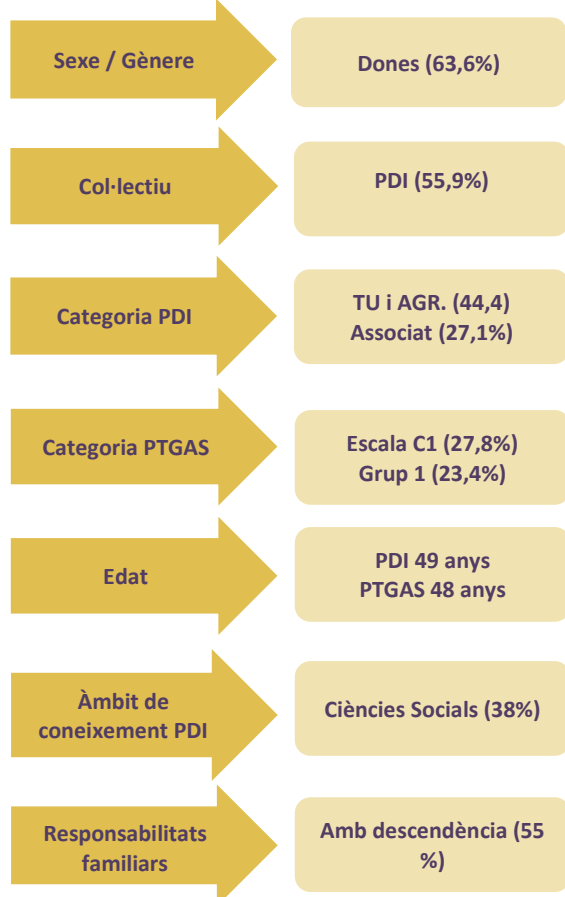 Sexe / Gènere
Dones (63,6%)
Col·lectiu
PDI (55,9%)
Categoria PDI
TU i AGR. (44,4)
Associat (27,1%)
Categoria PTGAS
Escala C1 (27,8%)
Grup 1 (23,4%)
Edat
PDI 49 anys
PTGAS 48 anys
Àmbit de
coneixement PDI
Ciències Socials (38%)
Responsabilitats
familiars
Amb descendència (55
%)